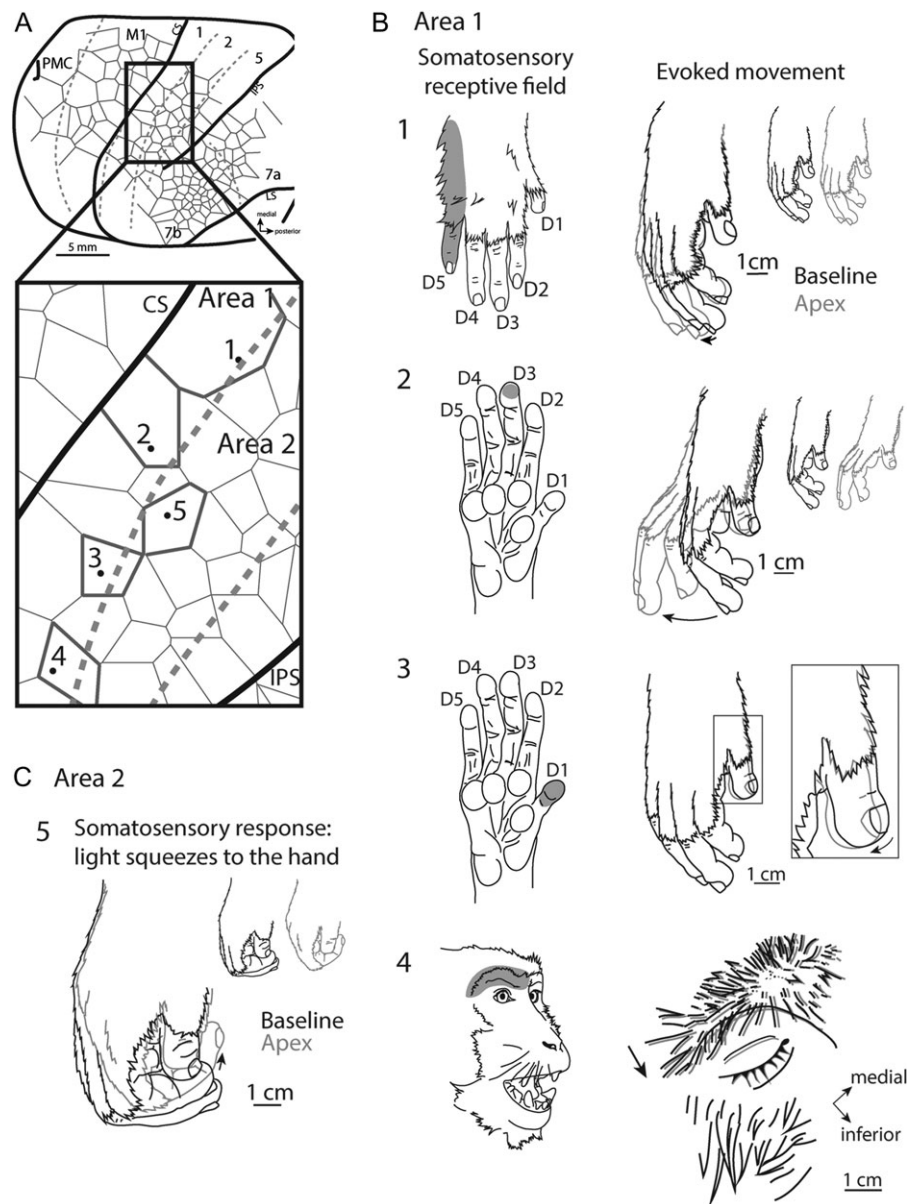 A
PMC
M1
CS
1
2
5
IPS
7a
LS
7b
medial
posterior
5 mm
CS
Area 1
1
2
Area 2
5
3
4
IPS
B Area 1
Somatosensory
receptive field
Evoked movement
1
D1
D5
D2
D4
D3
1cm
Baseline
Apex
2
D4
D3
D5
D2
D1
1 cm
3
D4
D3
D5
D2
D1
1 cm
4
medial
inferior
1 cm
C Area 2
5 Somatosensory response:
light squeezes to the hand
Baseline
Apex
1 cm